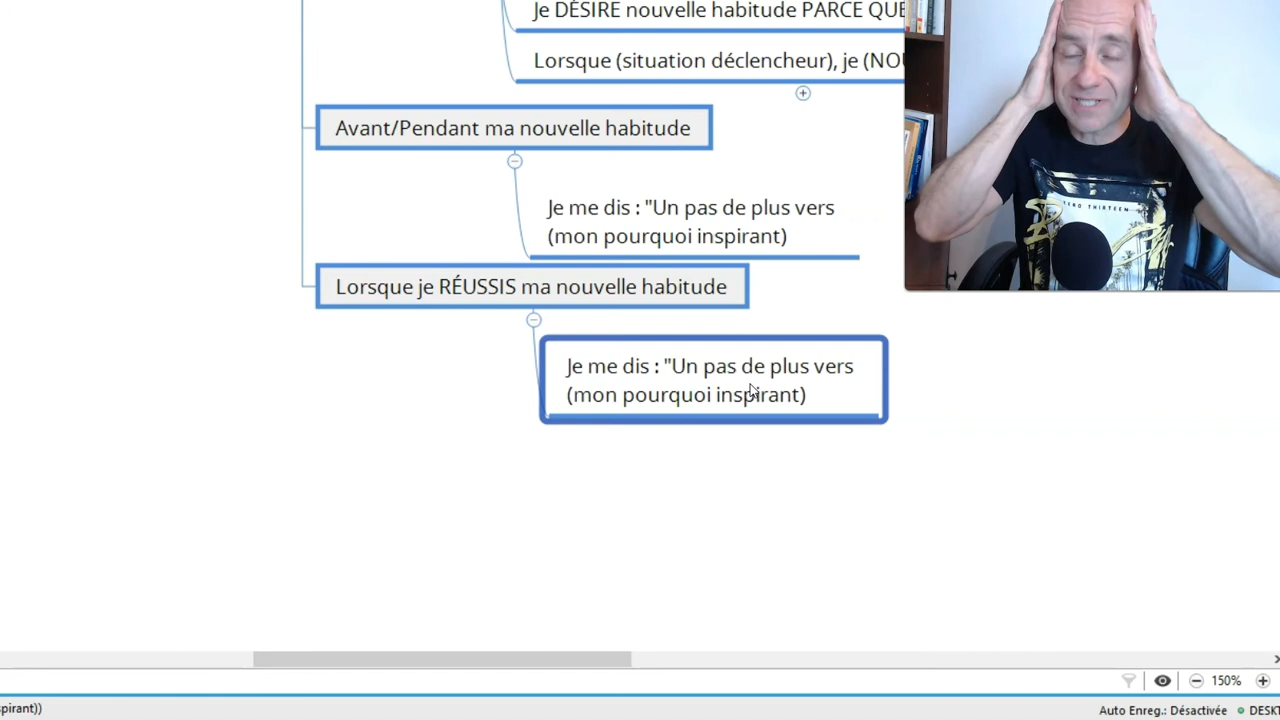 Je DÉSIRE nouvelle habitude PARCE QUE
Lorsque (situation déclencheur), je (NOU
Avant/Pendant ma nouvelle habitude
Je me dis : "Un pas de plus vers
(mon pourquoi inspirant)
Lorsque je RÉUSSIS ma nouvelle habitude
Je me dis : "Un pas de plus vers
(mon pourquoi inspirant)
150%
spirant))
Auto Enreg.: Désactivée
DESKT